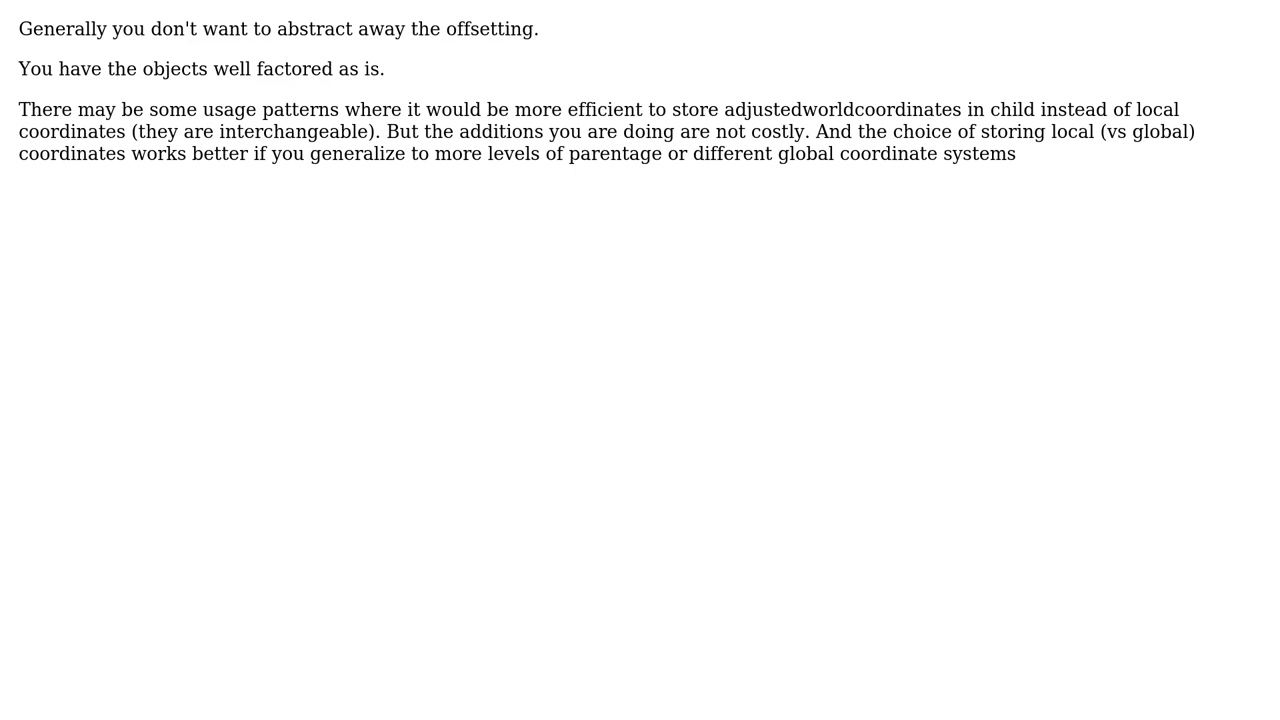 Generally you don't want to abstract away the offsetting.
You have the objects well factored as is.
There may be some usage patterns where it would be more efficient to store adjustedworldcoordinates in child instead of local
coordinates (they are interchangeable). But the additions you are doing are not costly. And the choice of storing local (vs global)
coordinates works better if you generalize to more levels of parentage or different global coordinate systems